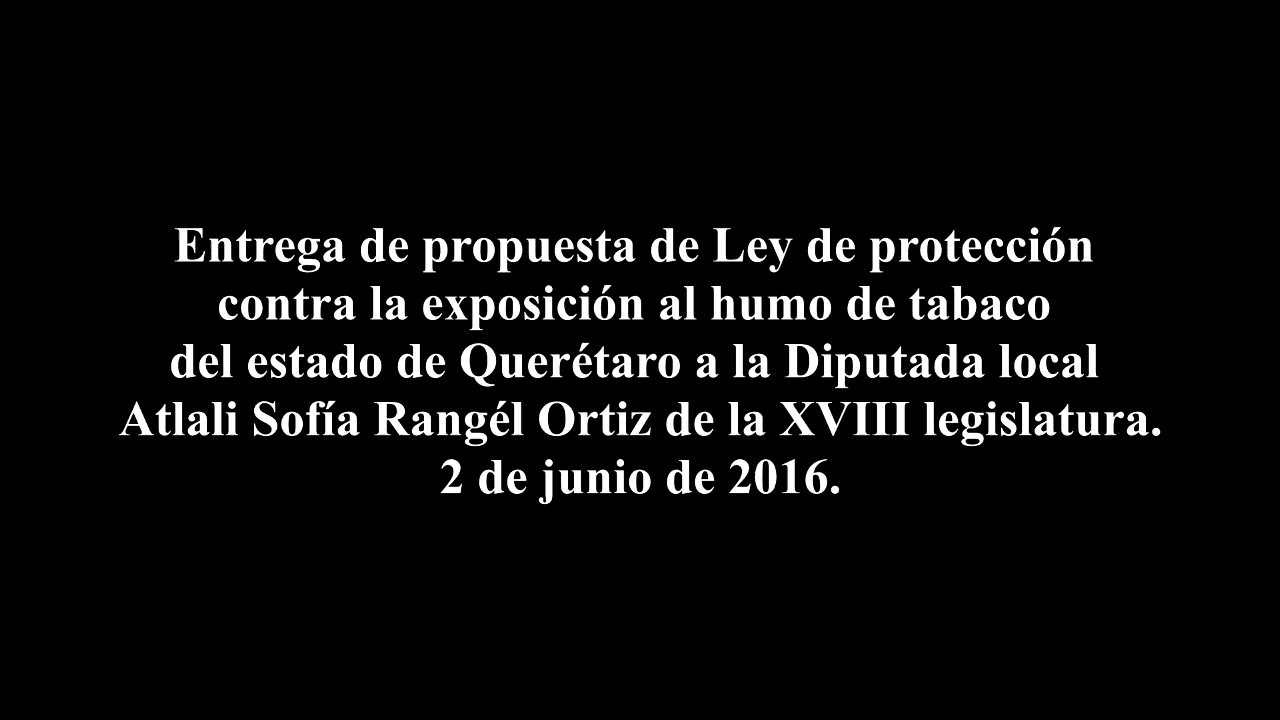 Entrega de propuesta de Ley de protección
contra la exposición al humo de tabaco
del estado de Querétaro a la Diputada local
Atlali Sofía Rangél Ortiz de la XVIII legislatura.
2 de junio de 2016.